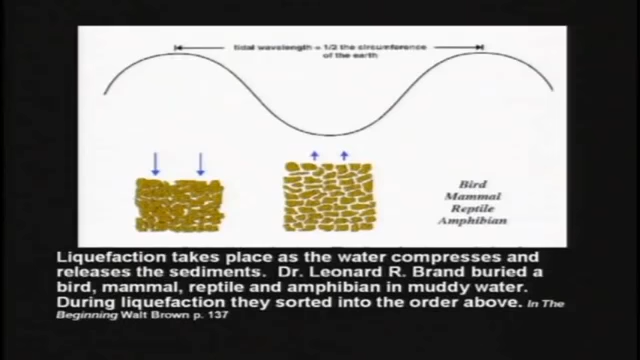 tidal wavelength = 1/2 the circumference
of the earth
Bird
Mammal
Reptile
Amphibian
Liquefaction takes place as the water compresses and
releases the sediments. Dr. Leonard R. Brand buried a
bird, mammal, reptile and amphibian in muddy water.
During liquefaction they sorted into the order above. In The
Beginning Walt Brown p. 137